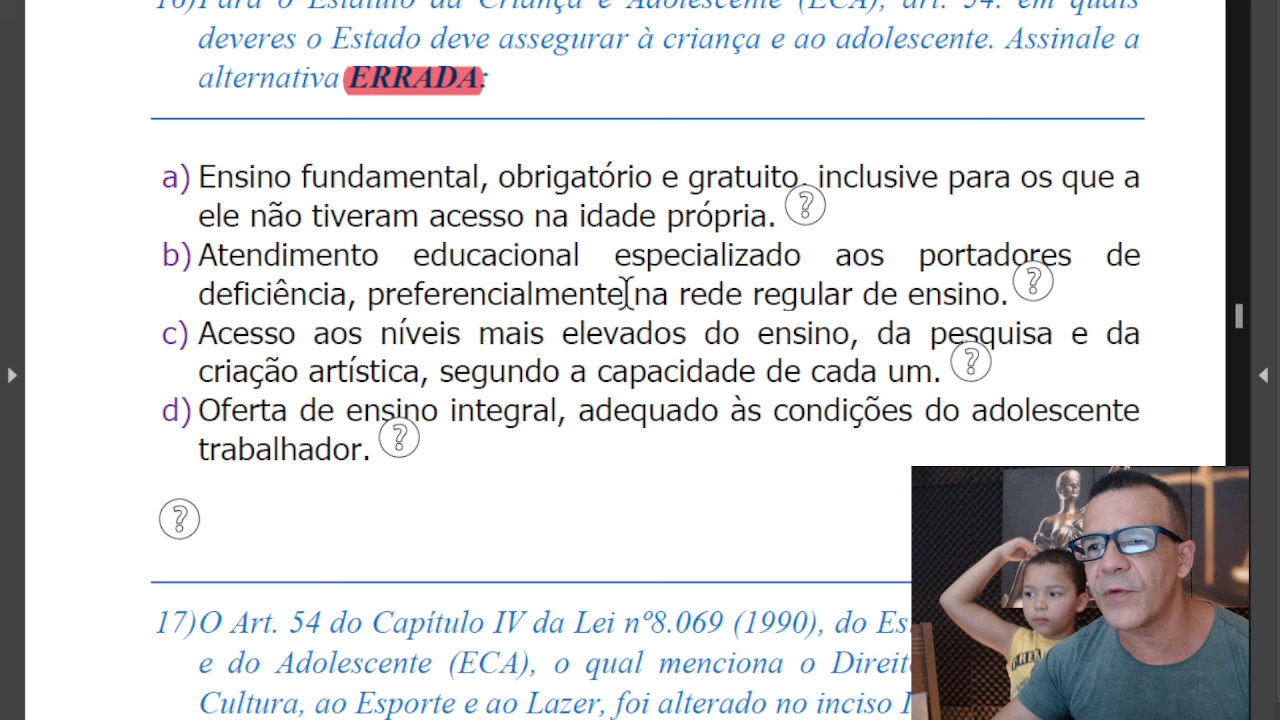 16)Para o Estatuto da Criança e Adolescente (ECA), art. 54. em quais
deveres o Estado deve assegurar à criança e ao adolescente. Assinale a
alternativa ERRADA:
a) Ensino fundamental, obrigatório e gratuito, inclusive para os que a
ele não tiveram acesso na idade própria.
b) Atendimento educacional especializado aos portadores de
deficiência, preferencialmente na rede regular de ensino.
c) Acesso aos níveis mais elevados do ensino, da pesquisa e da
criação artística, segundo a capacidade de cada um.
d) Oferta de ensino integral, adequado às condições do adolescente
trabalhador.
17)O Art. 54 do Capítulo IV da Lei nº8.069 (1990), do Es
e do Adolescente (ECA), o qual menciona o Direit
Cultura, ao Esporte e ao Lazer, foi alterado no inciso I